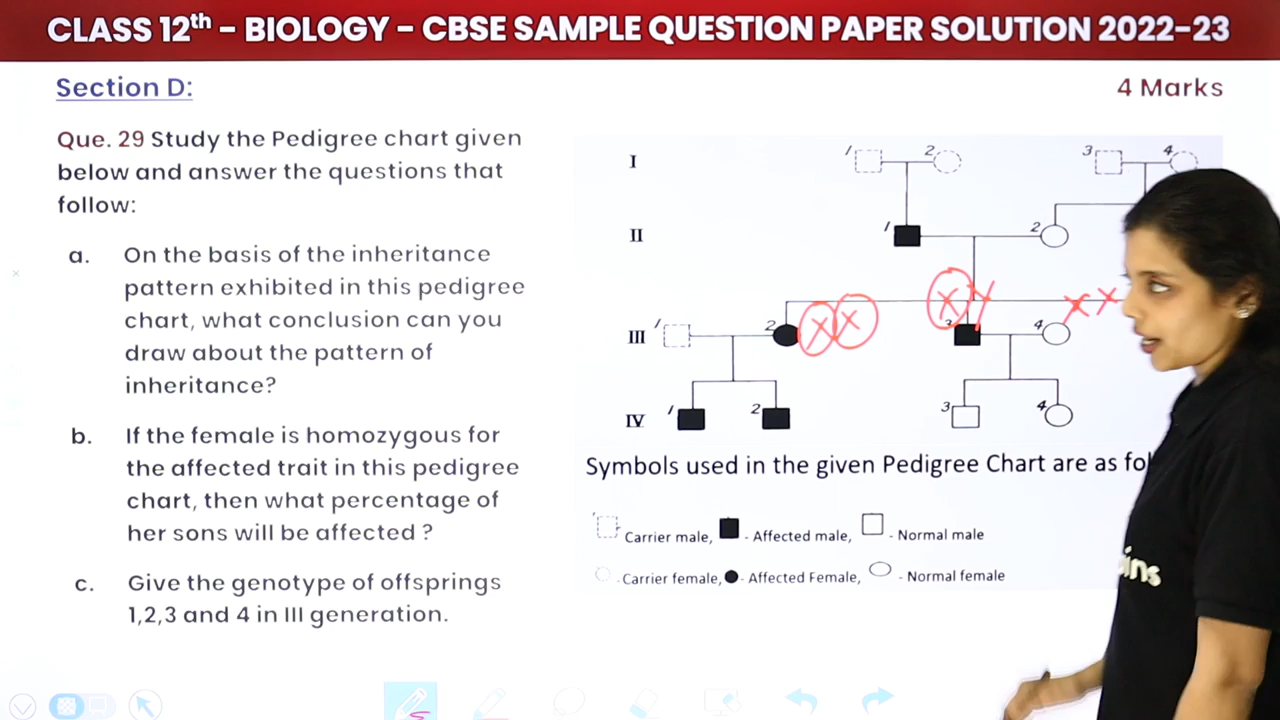 CLASS 12th – BIOLOGY – CBSE SAMPLE QUESTION PAPER SOLUTION 2022-23
Section D:
4 Marks
Que. 29 Study the Pedigree chart given
below and answer the questions that
follow:
a. On the basis of the inheritance
pattern exhibited in this pedigree
chart, what conclusion can you
draw about the pattern of
inheritance?
b. If the female is homozygous for
the affected trait in this pedigree
chart, then what percentage of
her sons will be affected ?
c. Give the genotype of offsprings
1,2,3 and 4 in III generation.
I
1 2 3 4
II
1 2
X X X Y X X
III
1 2 3 4
IV
1 2 3 4
Symbols used in the given Pedigree Chart are as
Carrier male, - Affected male, - Normal male
- Carrier female, - Affected Female, - Normal female